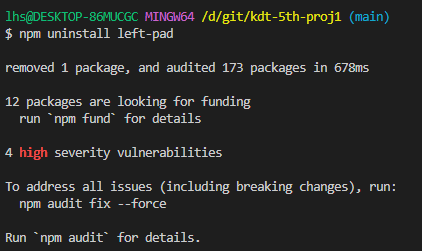 lhs@DESKTOP-86MUCGC MINGW64 /d/git/kdt-5th-proj1 (main)
$ npm uninstall left-pad
removed 1 package, and audited 173 packages in 678ms
12 packages are looking for funding
  run `npm fund` for details
4 high severity vulnerabilities
To address all issues (including breaking changes), run:
  npm audit fix --force
Run `npm audit` for details.